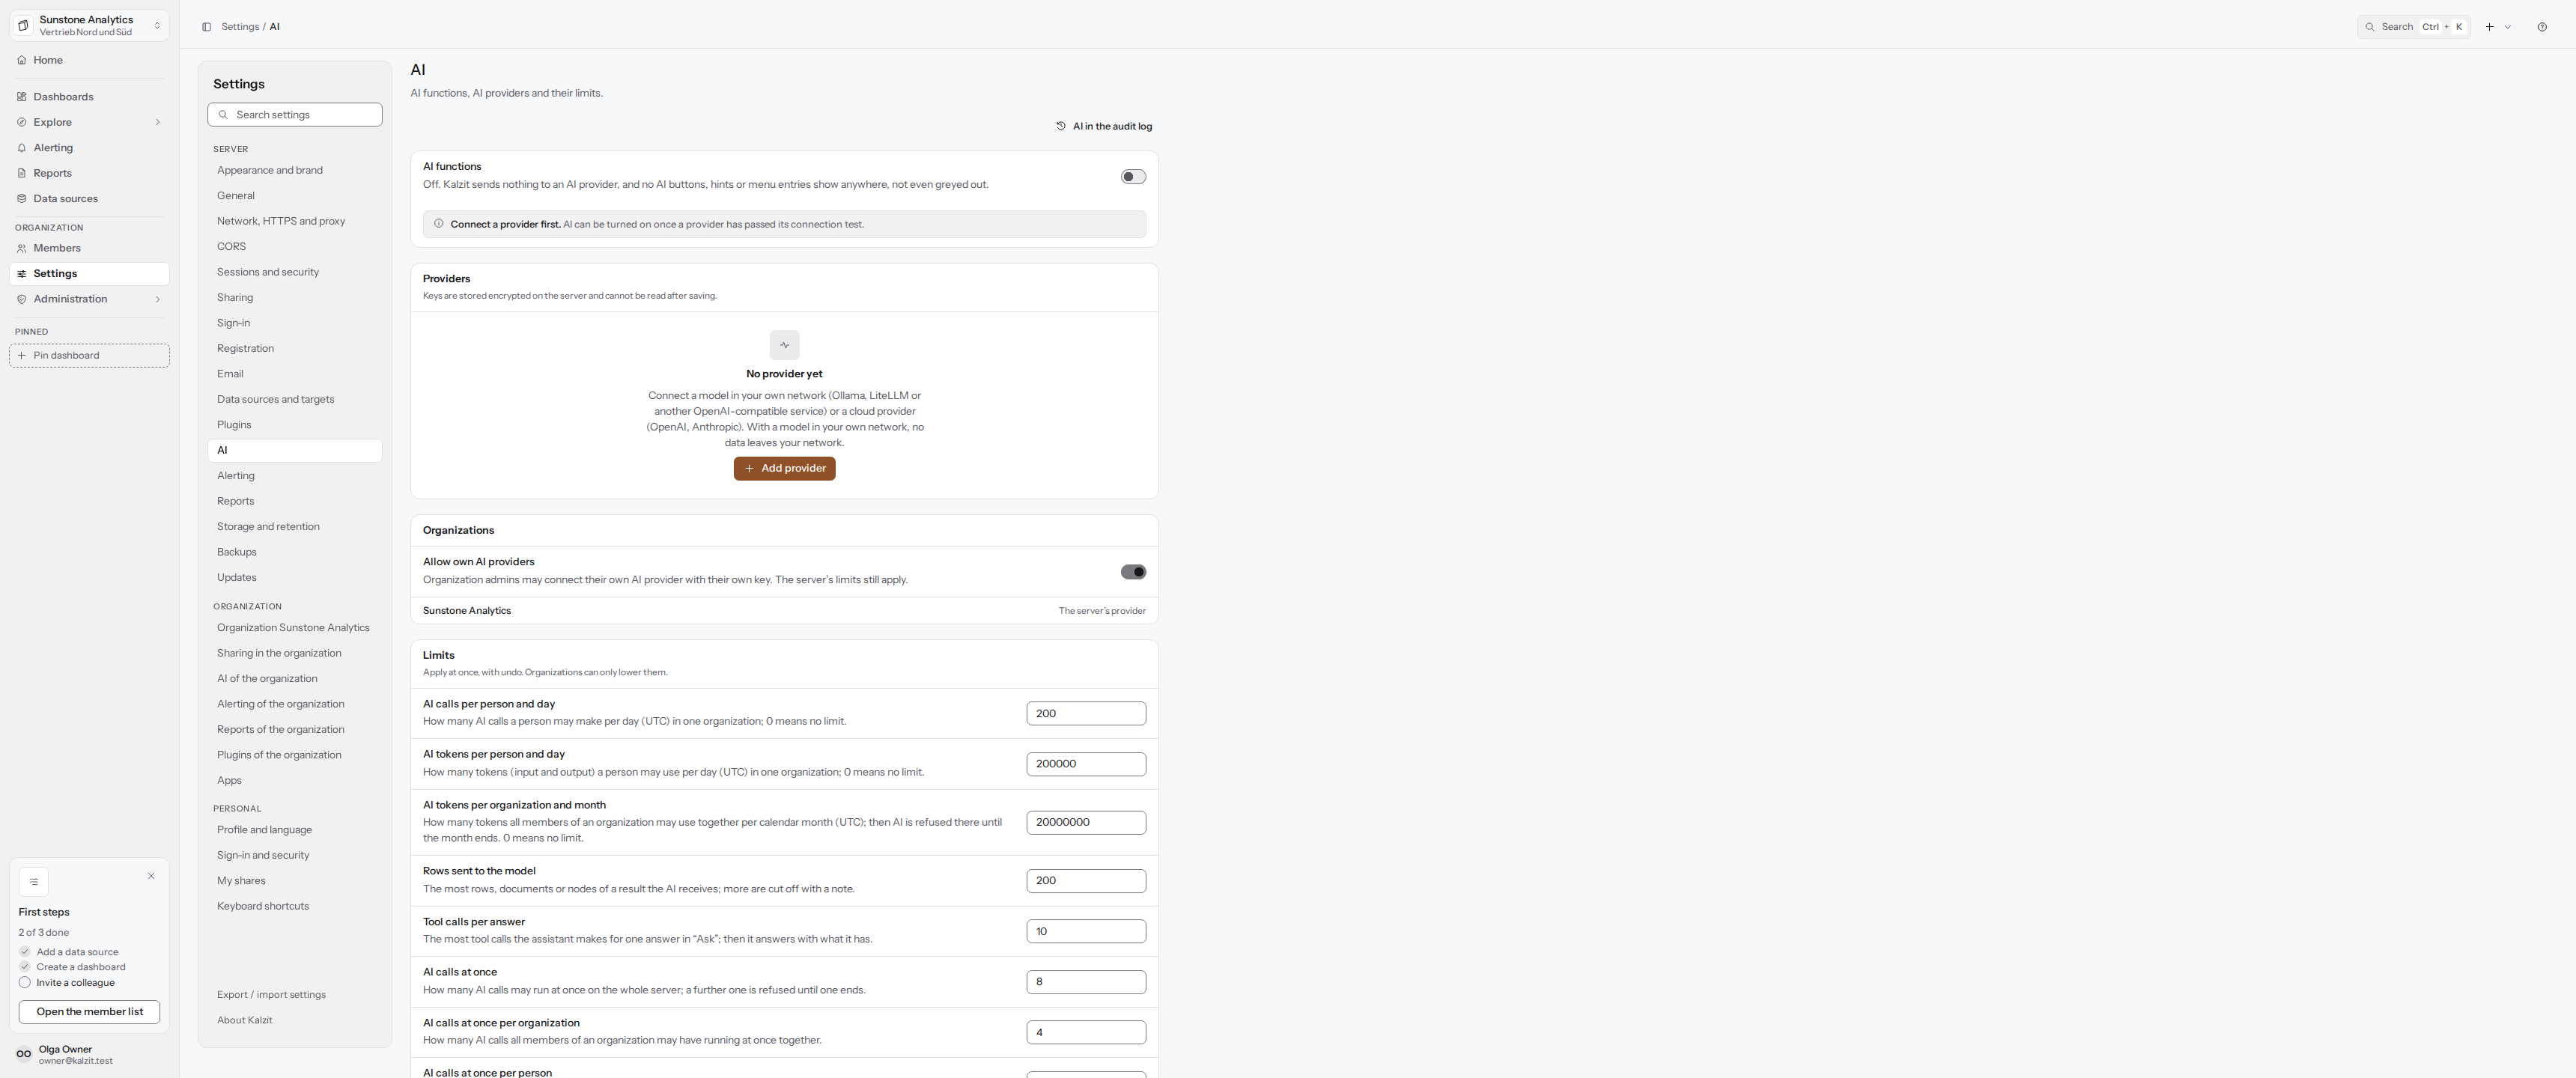 Sunstone Analytics
Vertrieb Nord und Süd
Home
Dashboards
Explore
Alerting
Reports
Data sources
ORGANIZATION
Members
Settings
Administration
PINNED
Pin dashboard
First steps
2 of 3 done
Add a data source
Create a dashboard
Invite a colleague
Open the member list
OO
Olga Owner
owner@kalzit.test
Settings / AI
Search Ctrl + K
Settings
Search settings
SERVER
Appearance and brand
General
Network, HTTPS and proxy
CORS
Sessions and security
Sharing
Sign-in
Registration
Email
Data sources and targets
Plugins
AI
Alerting
Reports
Storage and retention
Backups
Updates
ORGANIZATION
Organization Sunstone Analytics
Sharing in the organization
AI of the organization
Alerting of the organization
Reports of the organization
Plugins of the organization
Apps
PERSONAL
Profile and language
Sign-in and security
My shares
Keyboard shortcuts
Export / import settings
About Kalzit
AI
AI functions, AI providers and their limits.
AI in the audit log
AI functions
Off. Kalzit sends nothing to an AI provider, and no AI buttons, hints or menu entries show anywhere, not even greyed out.
Connect a provider first. AI can be turned on once a provider has passed its connection test.
Providers
Keys are stored encrypted on the server and cannot be read after saving.
No provider yet
Connect a model in your own network (Ollama, LiteLLM or
another OpenAI-compatible service) or a cloud provider
(OpenAI, Anthropic). With a model in your own network, no
data leaves your network.
Add provider
Organizations
Allow own AI providers
Organization admins may connect their own AI provider with their own key. The server's limits still apply.
Sunstone Analytics
The server's provider
Limits
Apply at once, with undo. Organizations can only lower them.
AI calls per person and day
How many AI calls a person may make per day (UTC) in one organization; 0 means no limit.
200
AI tokens per person and day
How many tokens (input and output) a person may use per day (UTC) in one organization; 0 means no limit.
200000
AI tokens per organization and month
How many tokens all members of an organization may use together per calendar month (UTC); then AI is refused there until
the month ends. 0 means no limit.
20000000
Rows sent to the model
The most rows, documents or nodes of a result the AI receives; more are cut off with a note.
200
Tool calls per answer
The most tool calls the assistant makes for one answer in “Ask”; then it answers with what it has.
10
AI calls at once
How many AI calls may run at once on the whole server; a further one is refused until one ends.
8
AI calls at once per organization
How many AI calls all members of an organization may have running at once together.
4
AI calls at once per person